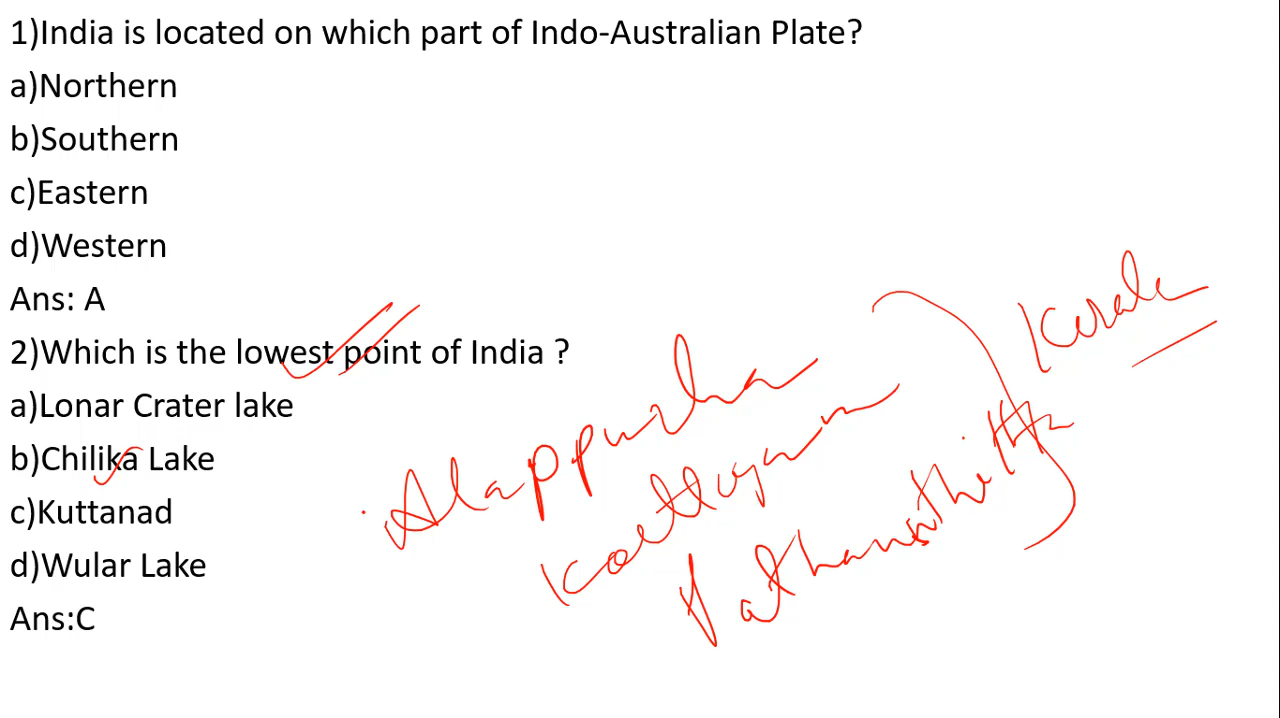 1)India is located on which part of Indo-Australian Plate?
a)Northern
b)Southern
c)Eastern
d)Western
Ans: A
2)Which is the lowest point of India ?
a)Lonar Crater lake
b)Chilika Lake
c)Kuttanad
d)Wular Lake
Ans:C
Alappuzha
Kottayam
Pathanamthitta
Kerala